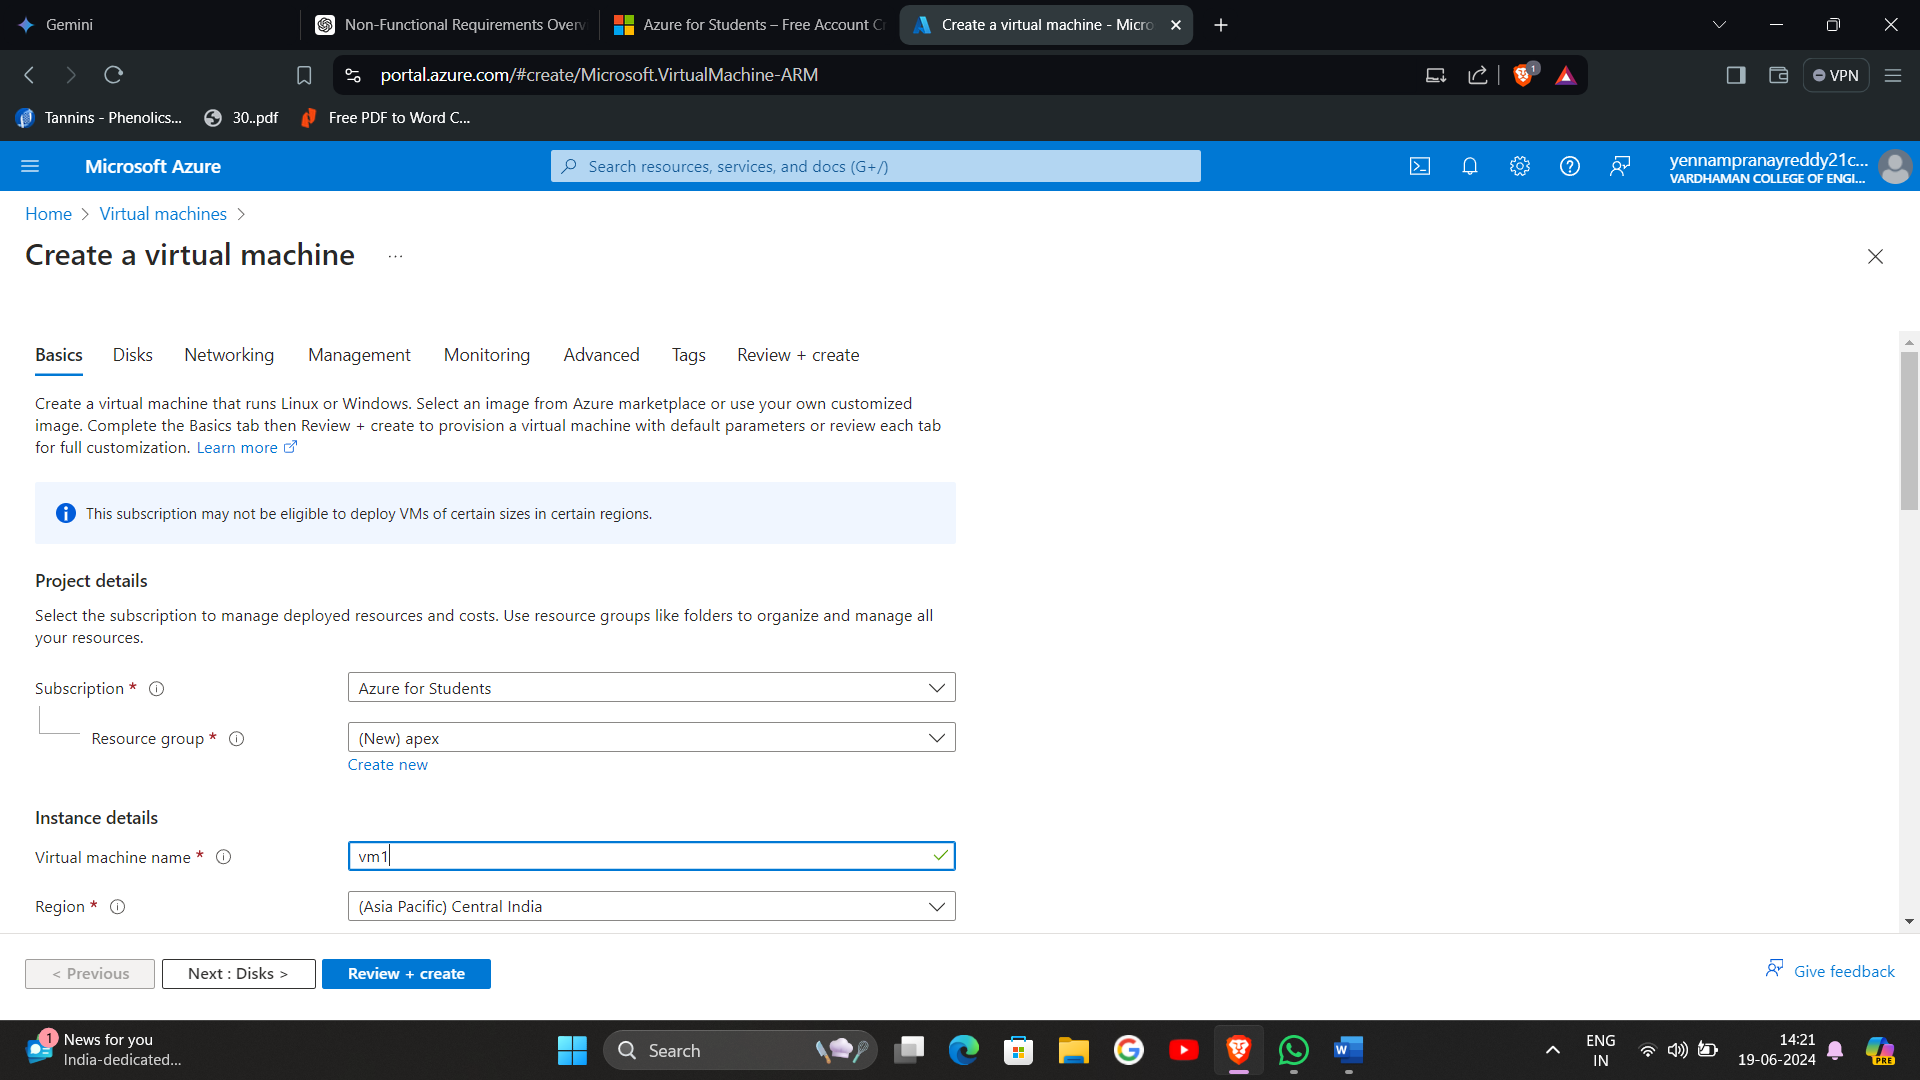 Gemini
Non-Functional Requirements Overv
Azure for Students – Free Account Cr
Create a virtual machine - Micro
portal.azure.com/#create/Microsoft.VirtualMachine-ARM
1
VPN
Tannins - Phenolics...
30..pdf
Free PDF to Word C...
Microsoft Azure
Search resources, services, and docs (G+/)
yennampranayreddy21c...
VARDHAMAN COLLEGE OF ENGI...
Home > Virtual machines >
Create a virtual machine ...
Basics Disks Networking Management Monitoring Advanced Tags Review + create
Create a virtual machine that runs Linux or Windows. Select an image from Azure marketplace or use your own customized
image. Complete the Basics tab then Review + create to provision a virtual machine with default parameters or review each tab
for full customization. Learn more
This subscription may not be eligible to deploy VMs of certain sizes in certain regions.
Project details
Select the subscription to manage deployed resources and costs. Use resource groups like folders to organize and manage all
your resources.
Subscription *
Azure for Students
Resource group *
(New) apex
Create new
Instance details
Virtual machine name *
vm1
Region *
(Asia Pacific) Central India
< Previous
Next : Disks >
Review + create
Give feedback
1
News for you
India-dedicated...
Search
W
ENG
IN
14:21
19-06-2024
PRE